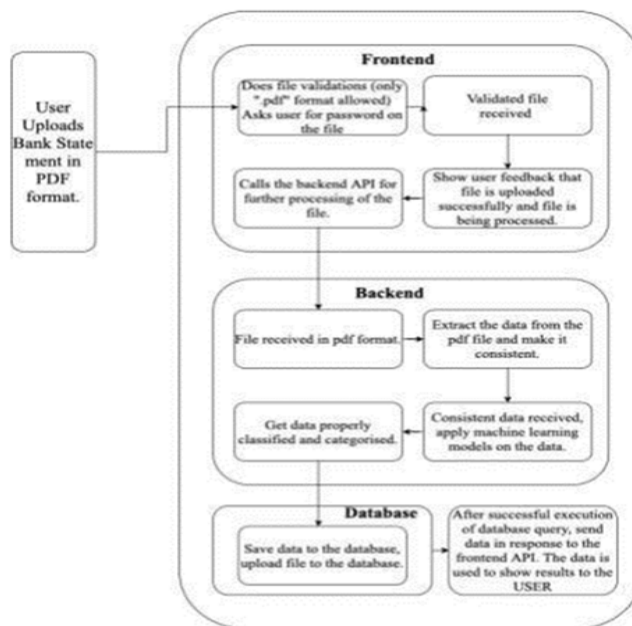 User
Uploads
Bank State
ment in
PDF
format.
Frontend
Does file validations (only
".pdf" format allowed)
Asks user for password on
the file
Validated file
received
Calls the backend API for
further processing of the
file.
Show user feedback that
file is uploaded
successfully and file is
being processed.
Backend
File received in pdf format.
Extract the data from the
pdf file and make it
consistent.
Get data properly
classified and categorised.
Consistent data received,
apply machine learning
models on the data.
Database
Save data to the database,
upload file to the database.
After successful execution
of database query, send
data in response to the
frontend API. The data is
used to show results to the
USER